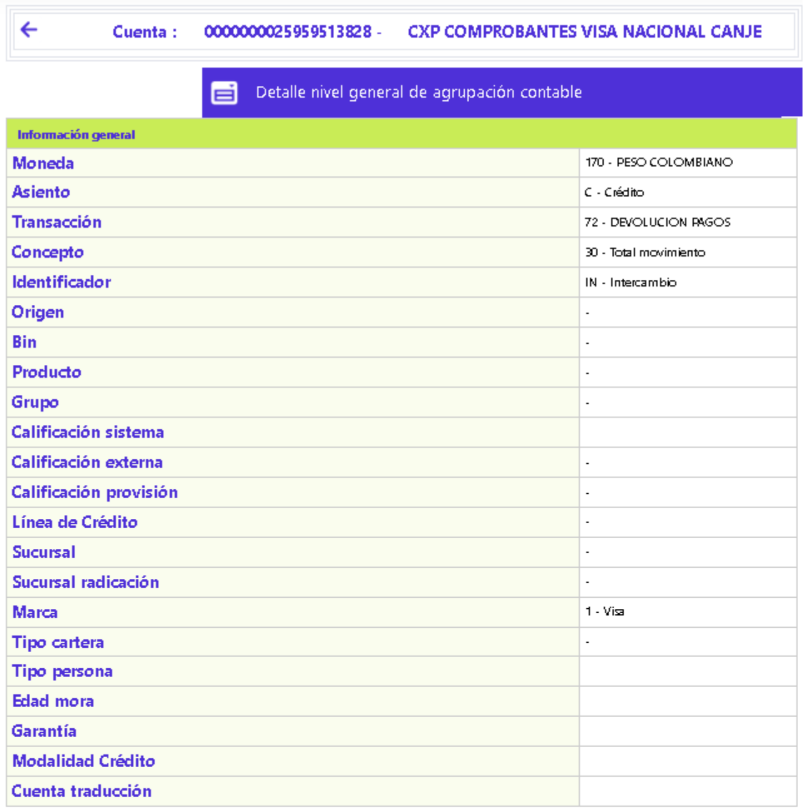 Cuenta : 0000000025959513828 - CXP COMPROBANTES VISA NACIONAL CANJE
Detalle nivel general de agrupación contable
Información general
Moneda 170 - PESO COLOMBIANO
Asiento C - Crédito
Transacción 72 - DEVOLUCION PAGOS
Concepto 30 - Total movimiento
Identificador IN - Intercambio
Origen -
Bin -
Producto -
Grupo -
Calificación sistema
Calificación externa -
Calificación provisión -
Línea de Crédito -
Sucursal -
Sucursal radicación -
Marca 1 - Visa
Tipo cartera -
Tipo persona
Edad mora
Garantía
Modalidad Crédito
Cuenta traducción